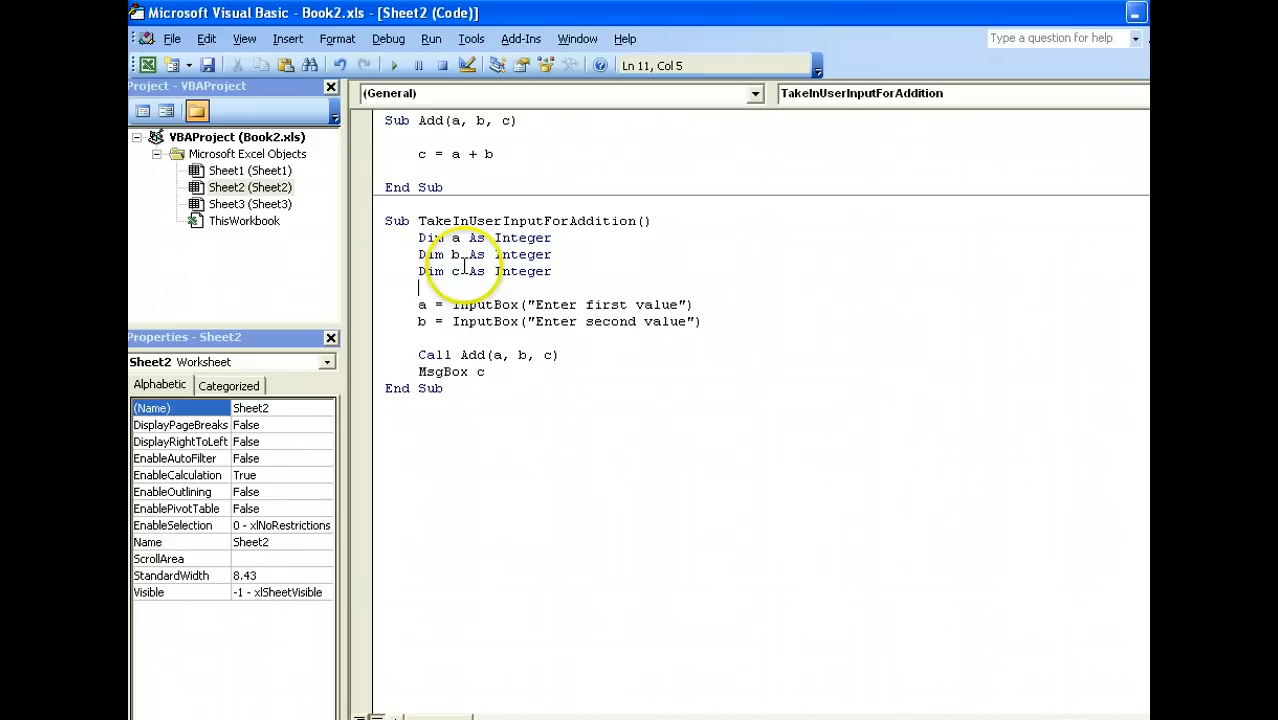 Microsoft Visual Basic - Book2.xls - [Sheet2 (Code)]
File Edit View Insert Format Debug Run Tools Add-Ins Window Help
Type a question for help
Ln 11, Col 5
Project - VBAProject
VBAProject (Book2.xls)
Microsoft Excel Objects
Sheet1 (Sheet1)
Sheet2 (Sheet2)
Sheet3 (Sheet3)
ThisWorkbook
Properties - Sheet2
Sheet2 Worksheet
Alphabetic Categorized
(Name) Sheet2
DisplayPageBreaks False
DisplayRightToLeft False
EnableAutoFilter False
EnableCalculation True
EnableOutlining False
EnablePivotTable False
EnableSelection 0 - xlNoRestrictions
Name Sheet2
ScrollArea
StandardWidth 8.43
Visible -1 - xlSheetVisible
(General)
TakeInUserInputForAddition
Sub Add(a, b, c)
c = a + b
End Sub
Sub TakeInUserInputForAddition()
Dim a As Integer
Dim b As Integer
Dim c As Integer
a = InputBox("Enter first value")
b = InputBox("Enter second value")
Call Add(a, b, c)
MsgBox c
End Sub